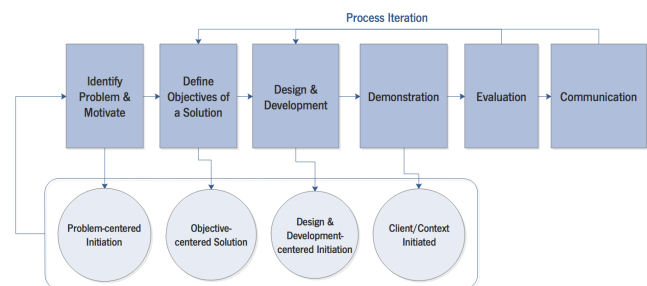 Process Iteration
Identify
Problem &
Motivate
Define
Objectives of
a Solution
Design &
Development
Demonstration
Evaluation
Communication
Problem-centered
Initiation
Objective-
centered Solution
Design &
Development-
centered Initiation
Client/Context
Initiated